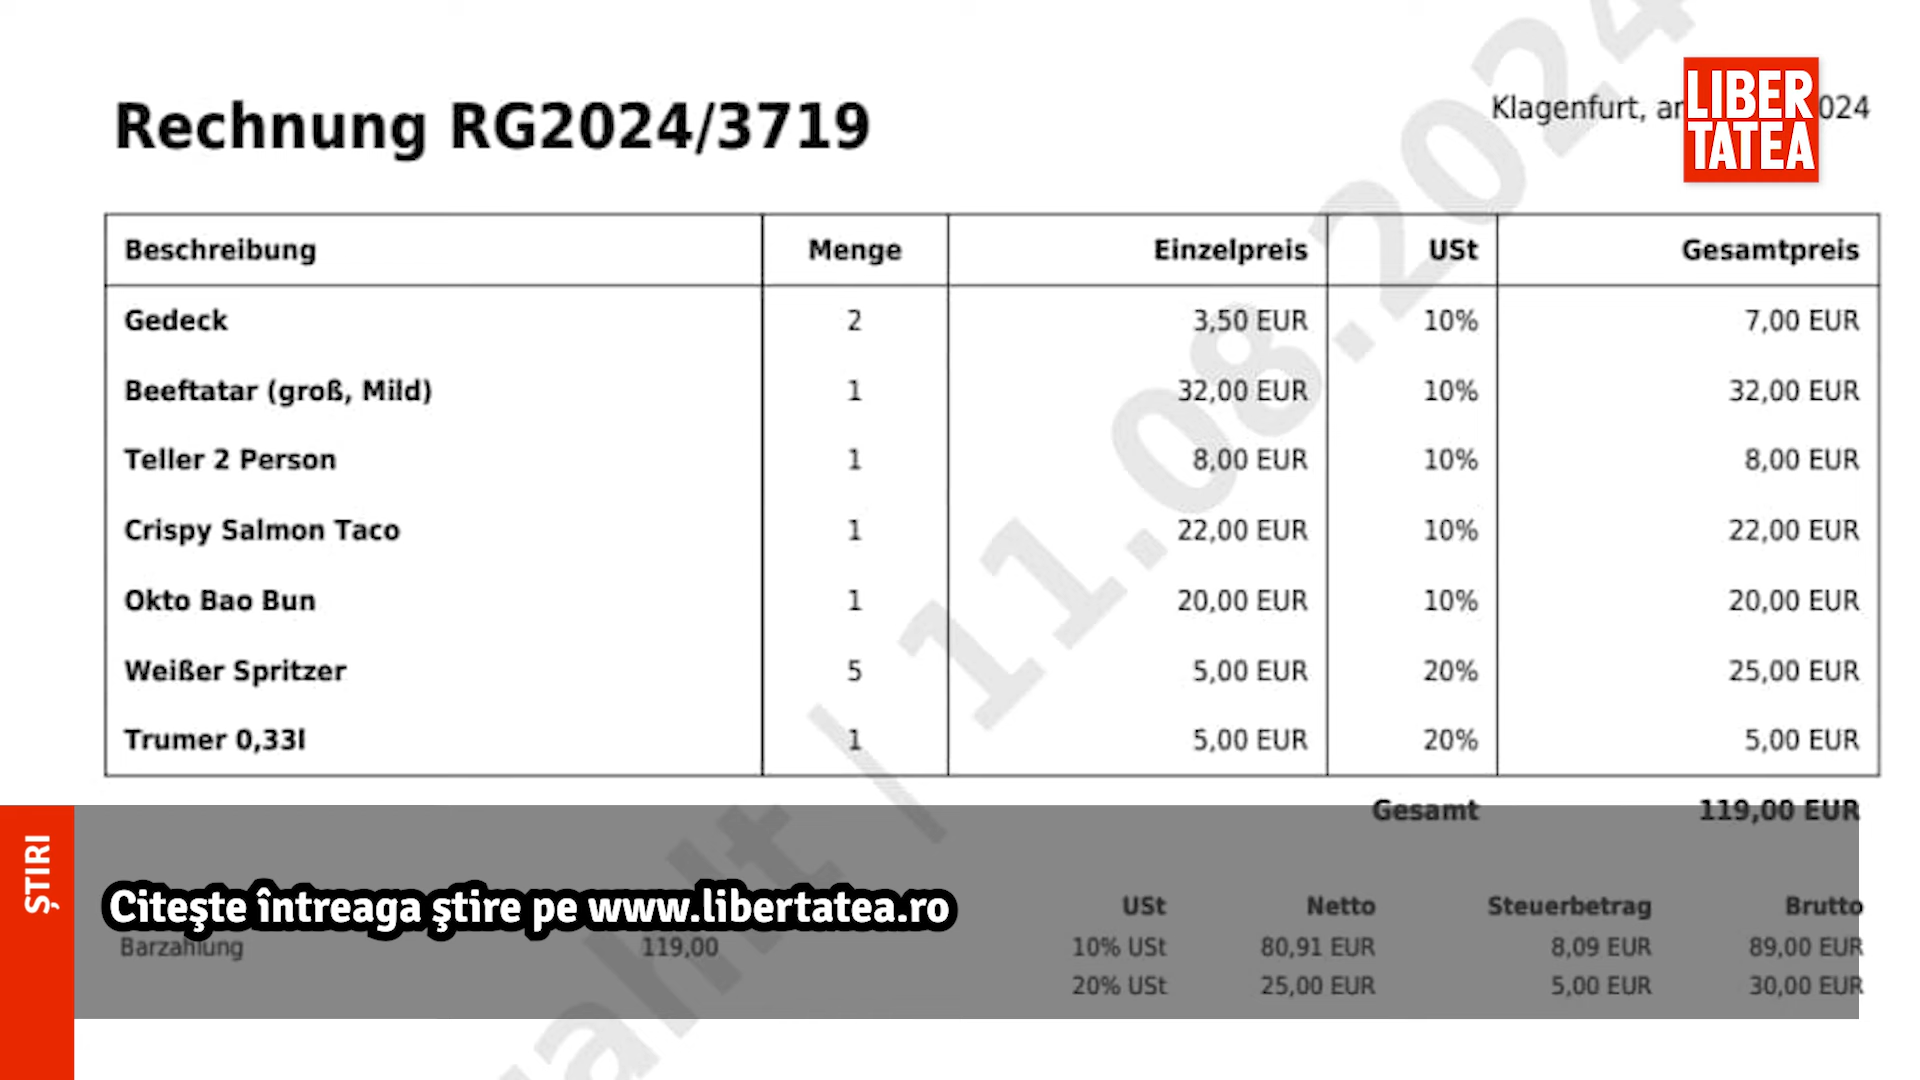 Rechnung RG2024/3719
Klagenfurt, 024
LIBER
TATEA
Beschreibung Menge Einzelpreis USt Gesamtpreis
Gedeck 2 3,50 EUR 10% 7,00 EUR
Beeftatar (groß, Mild) 1 32,00 EUR 10% 32,00 EUR
Teller 2 Person 1 8,00 EUR 10% 8,00 EUR
Crispy Salmon Taco 1 22,00 EUR 10% 22,00 EUR
Okto Bao Bun 1 20,00 EUR 10% 20,00 EUR
Weißer Spritzer 5 5,00 EUR 20% 25,00 EUR
Trumer 0,33l 1 5,00 EUR 20% 5,00 EUR
Gesamt 119,00 EUR
ȘTIRI
Citeşte întreaga ştire pe www.libertatea.ro
USt Netto Steuerbetrag Brutto
Barzahlung 119,00 10% USt 80,91 EUR 8,09 EUR 89,00 EUR
20% USt 25,00 EUR 5,00 EUR 30,00 EUR
ahlt | 11.08.2024